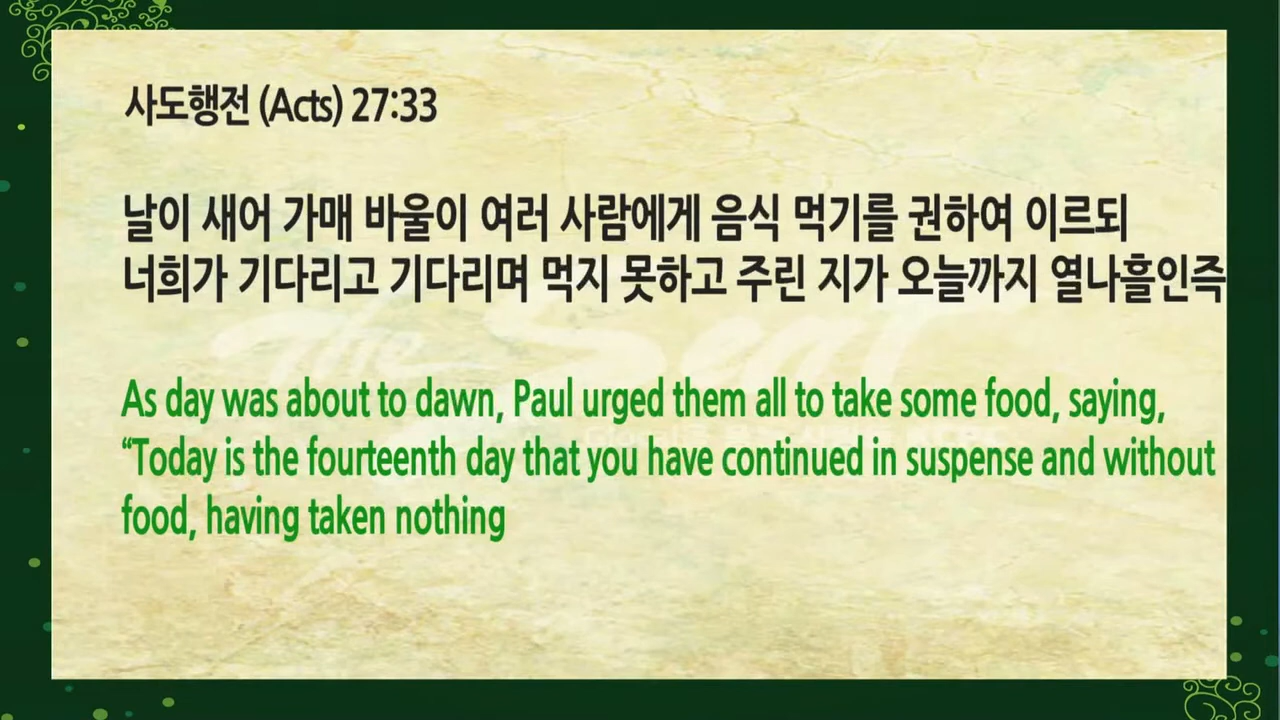 사도행전 (Acts) 27:33
날이 새어 가매 바울이 여러 사람에게 음식 먹기를 권하여 이르되
너희가 기다리고 기다리며 먹지 못하고 주린 지가 오늘까지 열나흘인즉
The Seat
As day was about to dawn, Paul urged them all to take some food, saying,
“Today is the fourteenth day that you have continued in suspense and without
food, having taken nothing